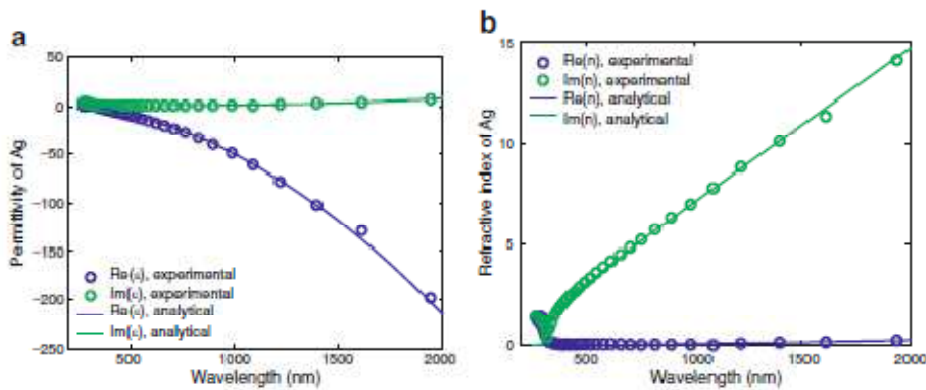 a
50
0
-50
-100
-150
-200
-250
Permittivity of Ag
Re(ε), experimental
Im(ε), experimental
Re(ε), analytical
Im(ε), analytical
500
1000
1500
2000
Wavelength (nm)
b
15
10
5
0
Refractive index of Ag
Re(n), experimental
Im(n), experimental
Re(n), analytical
Im(n), analytical
500
1000
1500
2000
Wavelength (nm)